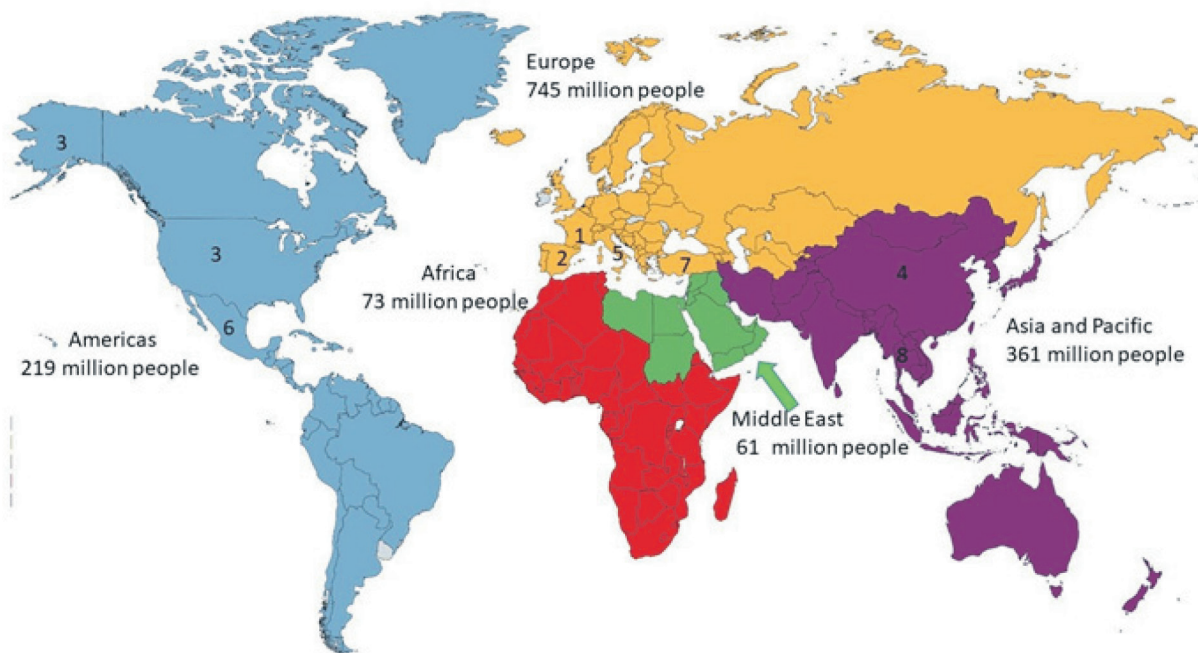 Europe
745 million people
3
3
1
2
5
7
4
Africa
73 million people
6
Americas
219 million people
Asia and Pacific
361 million people
8
Middle East
61 million people